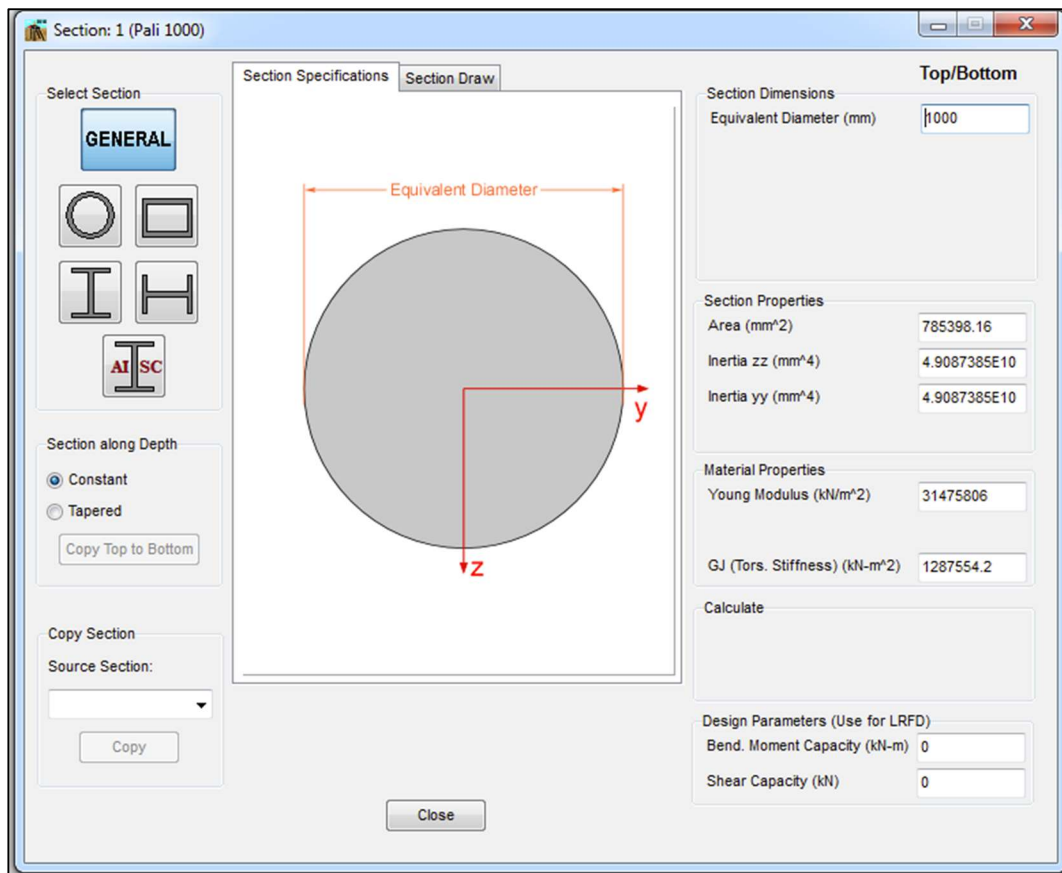 Section: 1 (Pali 1000)
Select Section
GENERAL
AI SC
Section along Depth
Constant
Tapered
Copy Top to Bottom
Copy Section
Source Section:
Copy
Section Specifications
Section Draw
Equivalent Diameter
y
z
Close
Top/Bottom
Section Dimensions
Equivalent Diameter (mm) 1000
Section Properties
Area (mm^2) 785398.16
Inertia zz (mm^4) 4.9087385E10
Inertia yy (mm^4) 4.9087385E10
Material Properties
Young Modulus (kN/m^2) 31475806
GJ (Tors. Stiffness) (kN-m^2) 1287554.2
Calculate
Design Parameters (Use for LRFD)
Bend. Moment Capacity (kN-m) 0
Shear Capacity (kN) 0